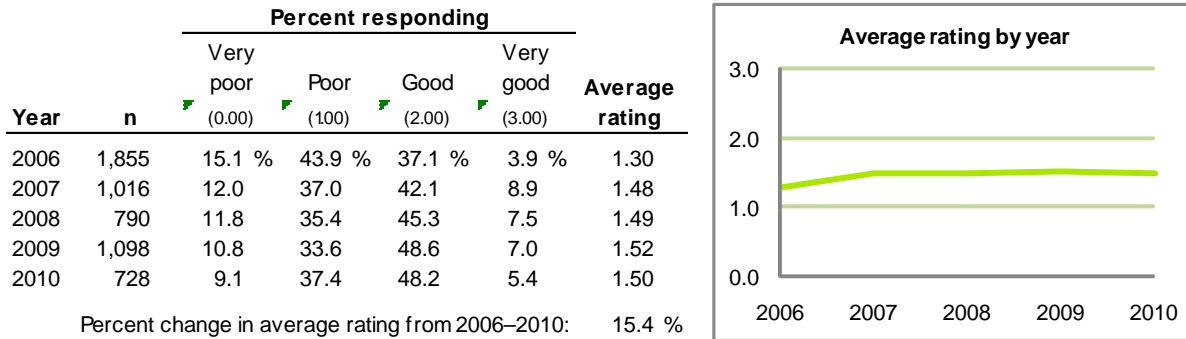 Percent responding
Very poor (0.00)
Poor (1.00)
Good (2.00)
Very good (3.00)
Average rating
Year n
2006 1,855 15.1 % 43.9 % 37.1 % 3.9 % 1.30
2007 1,016 12.0 37.0 42.1 8.9 1.48
2008 790 11.8 35.4 45.3 7.5 1.49
2009 1,098 10.8 33.6 48.6 7.0 1.52
2010 728 9.1 37.4 48.2 5.4 1.50
Percent change in average rating from 2006–2010: 15.4 %
Average rating by year
3.0
2.0
1.0
0.0
2006 2007 2008 2009 2010